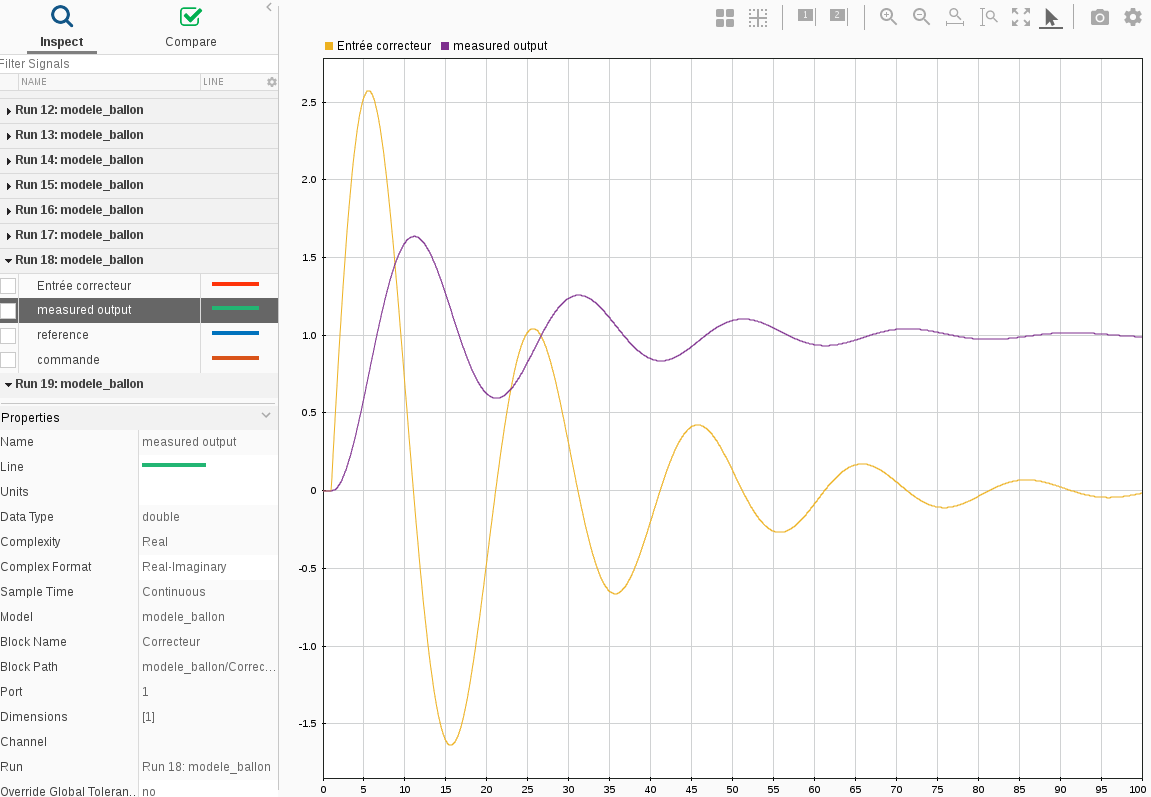 Inspect
Compare
Filter Signals
NAME LINE
Run 12: modele_ballon
Run 13: modele_ballon
Run 14: modele_ballon
Run 15: modele_ballon
Run 16: modele_ballon
Run 17: modele_ballon
Run 18: modele_ballon
Entrée correcteur
measured output
reference
commande
Run 19: modele_ballon
Properties
Name measured output
Line
Units
Data Type double
Complexity Real
Complex Format Real-Imaginary
Sample Time Continuous
Model modele_ballon
Block Name Correcteur
Block Path modele_ballon/Correc...
Port 1
Dimensions [1]
Channel
Run Run 18: modele_ballon
Override Global Toleran... no
1 2
Entrée correcteur measured output
2.5
2.0
1.5
1.0
0.5
0
-0.5
-1.0
-1.5
0 5 10 15 20 25 30 35 40 45 50 55 60 65 70 75 80 85 90 95 100